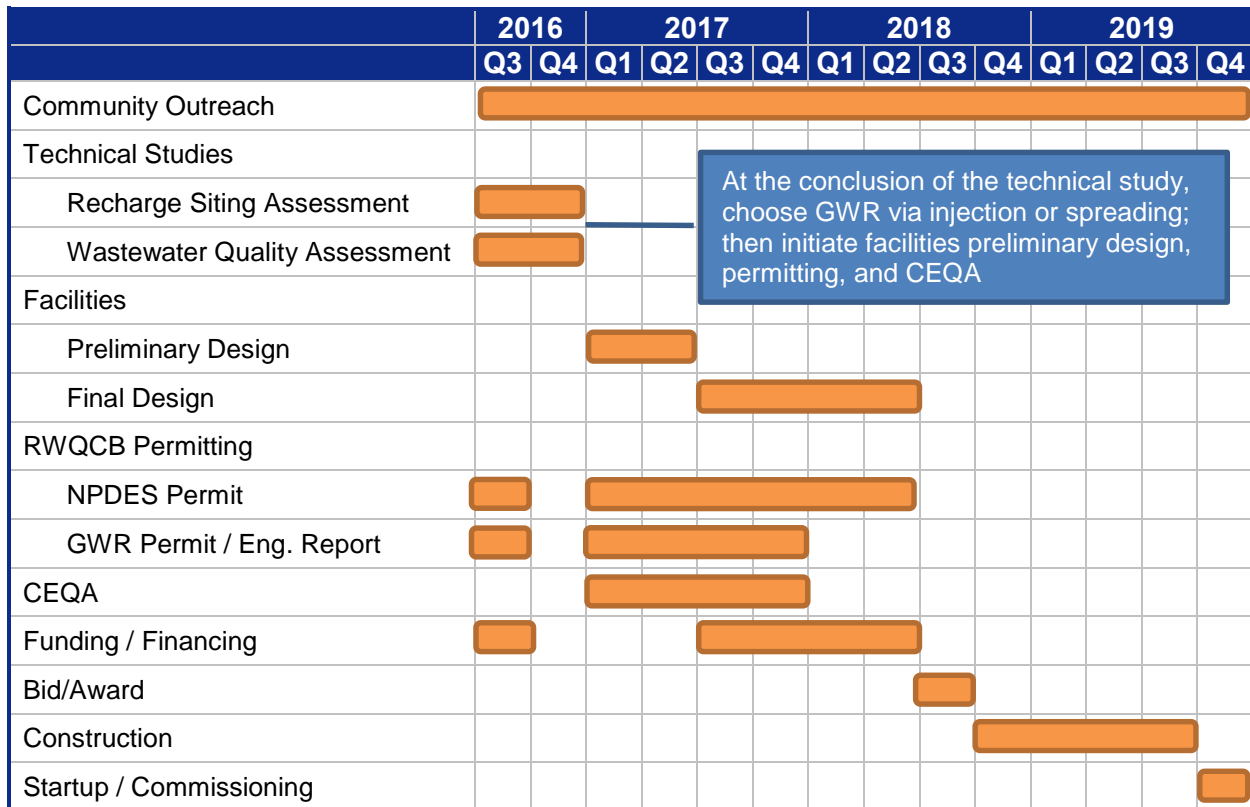 2016 2017 2018 2019
Q3 Q4 Q1 Q2 Q3 Q4 Q1 Q2 Q3 Q4 Q1 Q2 Q3 Q4
Community Outreach
Technical Studies
At the conclusion of the technical study,
choose GWR via injection or spreading;
then initiate facilities preliminary design,
permitting, and CEQA
Recharge Siting Assessment
Wastewater Quality Assessment
Facilities
Preliminary Design
Final Design
RWQCB Permitting
NPDES Permit
GWR Permit / Eng. Report
CEQA
Funding / Financing
Bid/Award
Construction
Startup / Commissioning